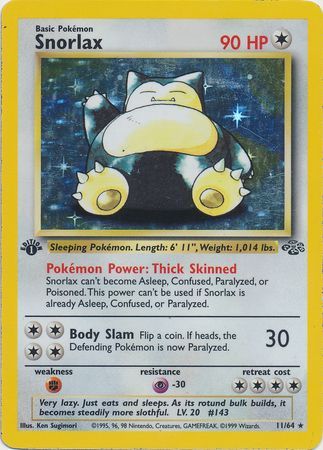 Basic Pokémon
Snorlax 90 HP
EDITION 1
Sleeping Pokémon. Length: 6' 11", Weight: 1,014 lbs.
Pokémon Power: Thick Skinned
Snorlax can't become Asleep, Confused, Paralyzed, or
Poisoned. This power can't be used if Snorlax is
already Asleep, Confused, or Paralyzed.
Body Slam Flip a coin. If heads, the 30
Defending Pokémon is now Paralyzed.
weakness resistance retreat cost
-30
Very lazy. Just eats and sleeps. As its rotund bulk builds, it
becomes steadily more slothful. LV. 20 #143
Illus. Ken Sugimori ©1995, 96, 98 Nintendo, Creatures, GAMEFREAK. ©1999 Wizards. 11/64 ★